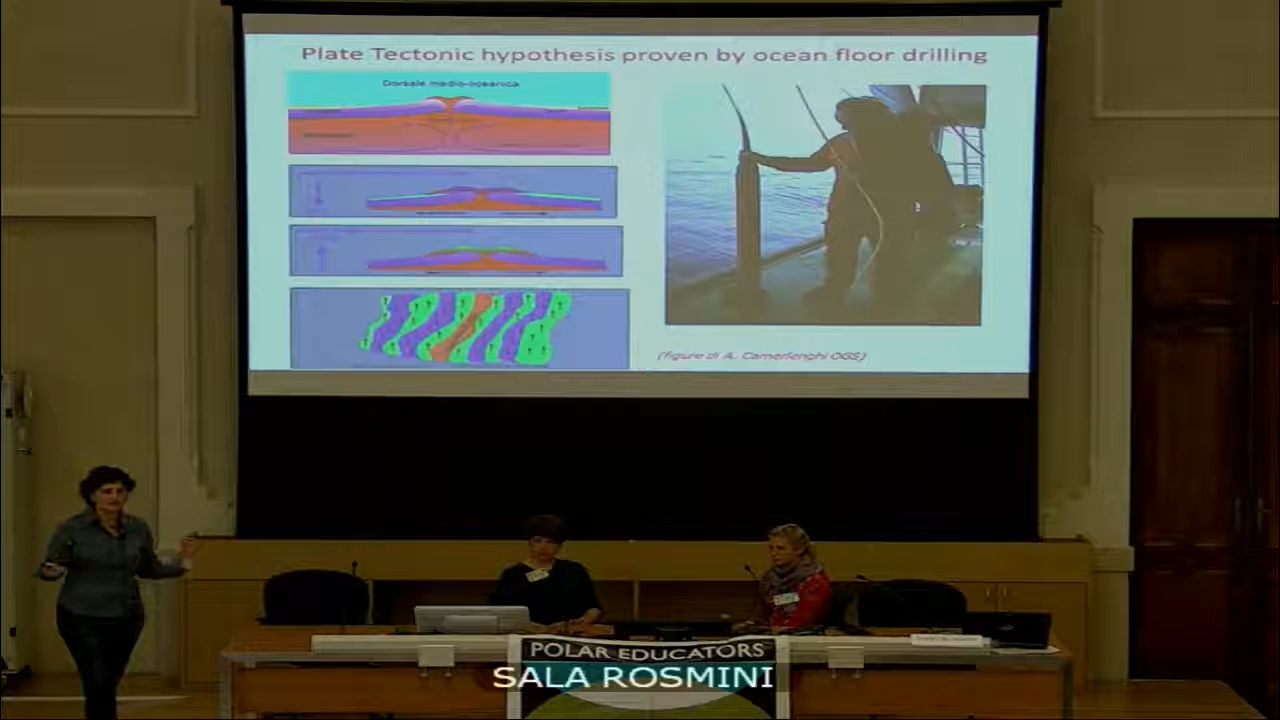 Plate Tectonic hypothesis proven by ocean floor drilling
Dorsale medio-oceanica
(figure di A. Camerlenghi OGS)
POLAR EDUCATORS
SALA ROSMINI